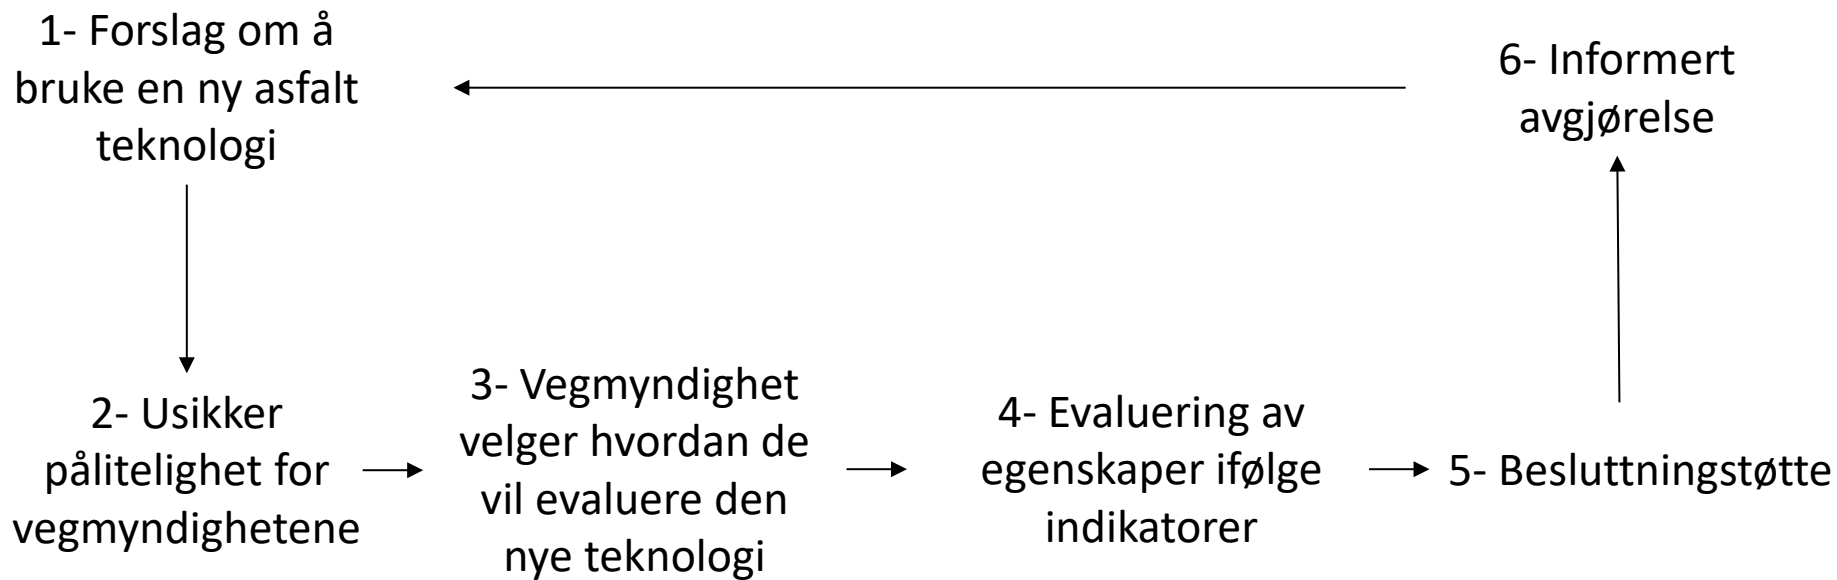 1- Forslag om å
bruke en ny asfalt
teknologi
2- Usikker
pålitelighet for
vegmyndighetene
3- Vegmyndighet
velger hvordan de
vil evaluere den
nye teknologi
4- Evaluering av
egenskaper ifølge
indikatorer
5- Besluttningstøtte
6- Informert
avgjørelse